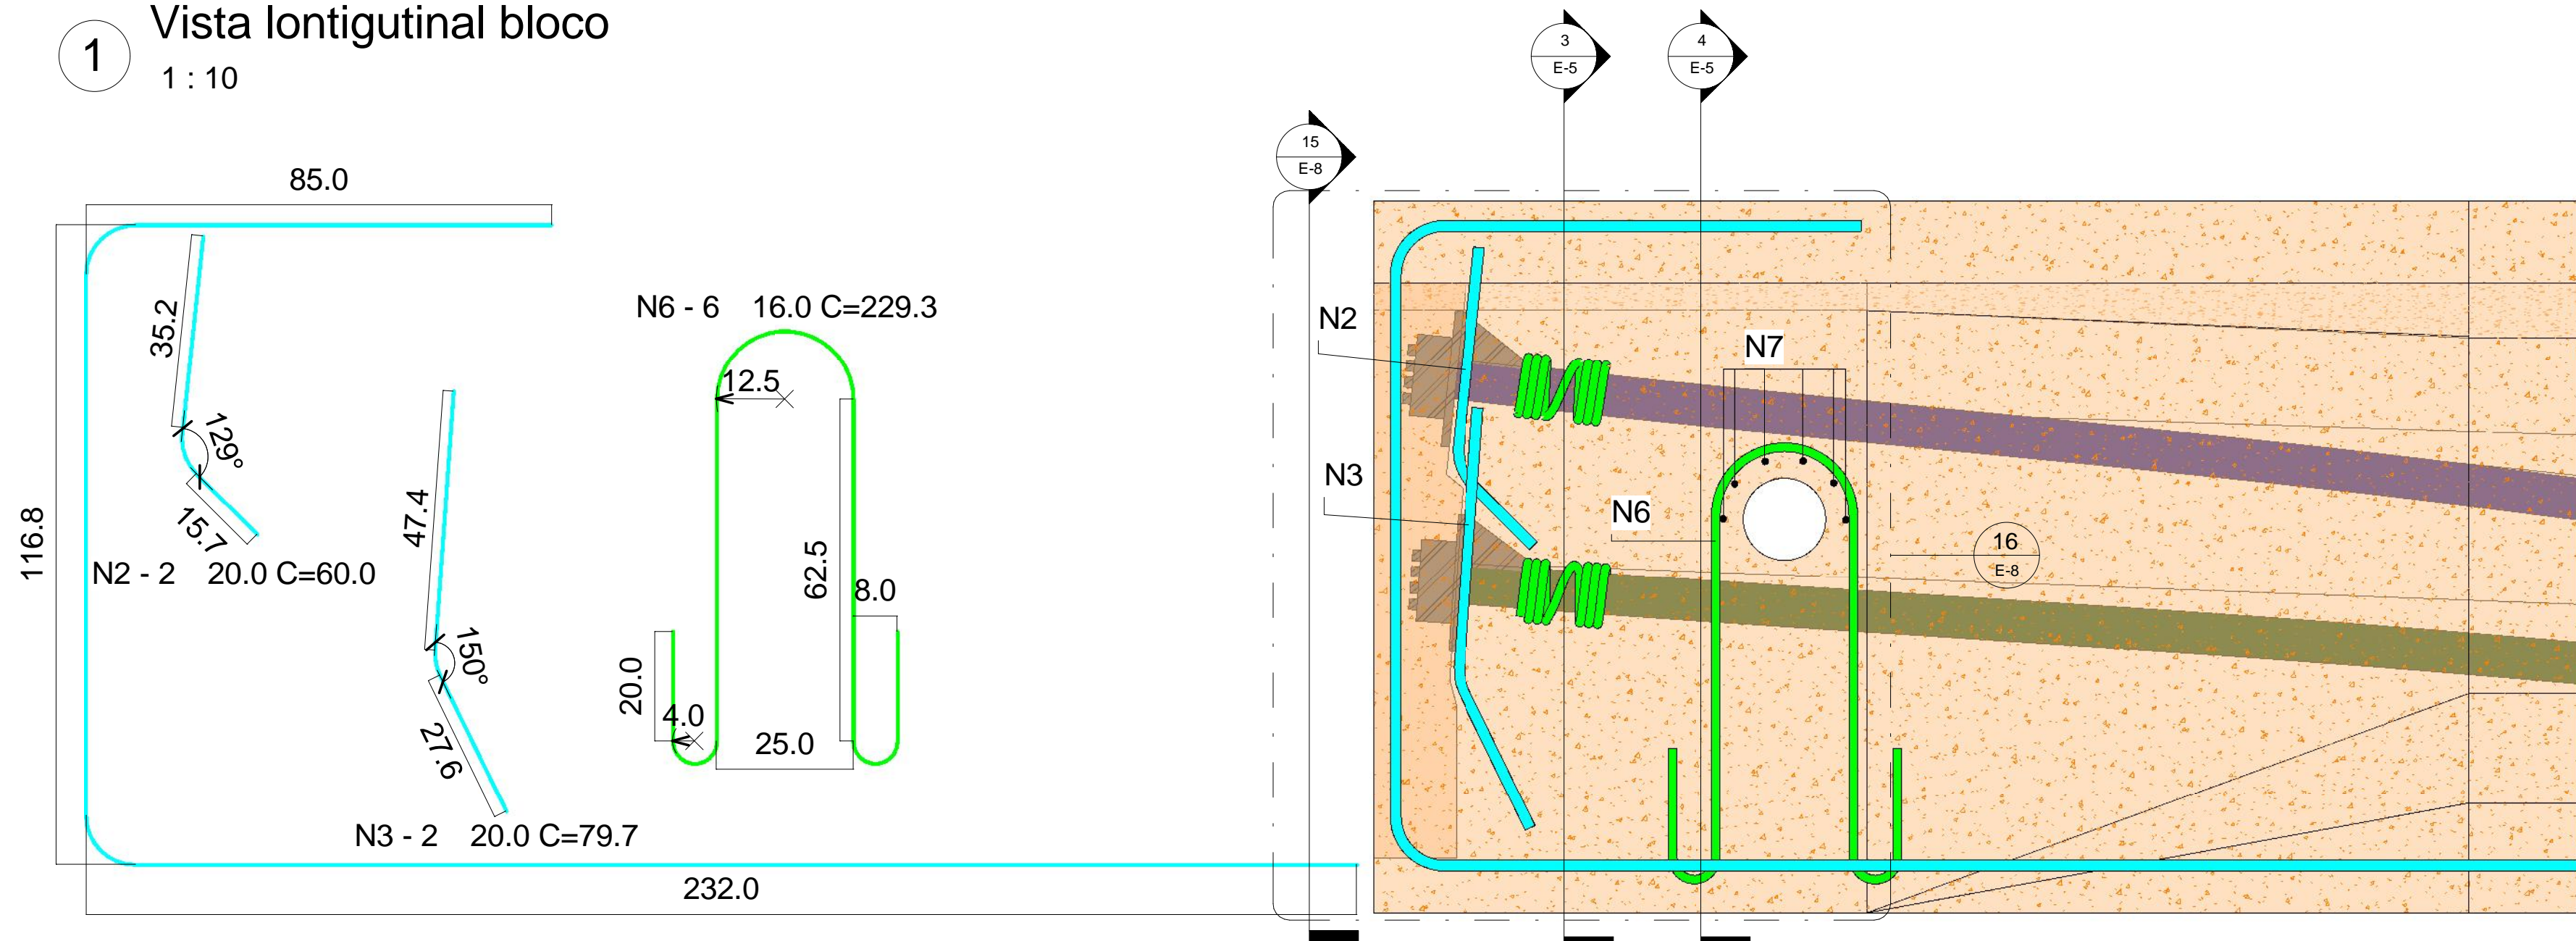 1
Vista lontigutinal bloco
1 : 10
3
E-5
4
E-5
15
E-8
85.0
116.8
35.2
129°
15.7
N2 - 2 20.0 C=60.0
47.4
150°
27.6
N3 - 2 20.0 C=79.7
232.0
N6 - 6 16.0 C=229.3
12.5
62.5
8.0
20.0
4.0
25.0
N2
N3
N7
N6
16
E-8